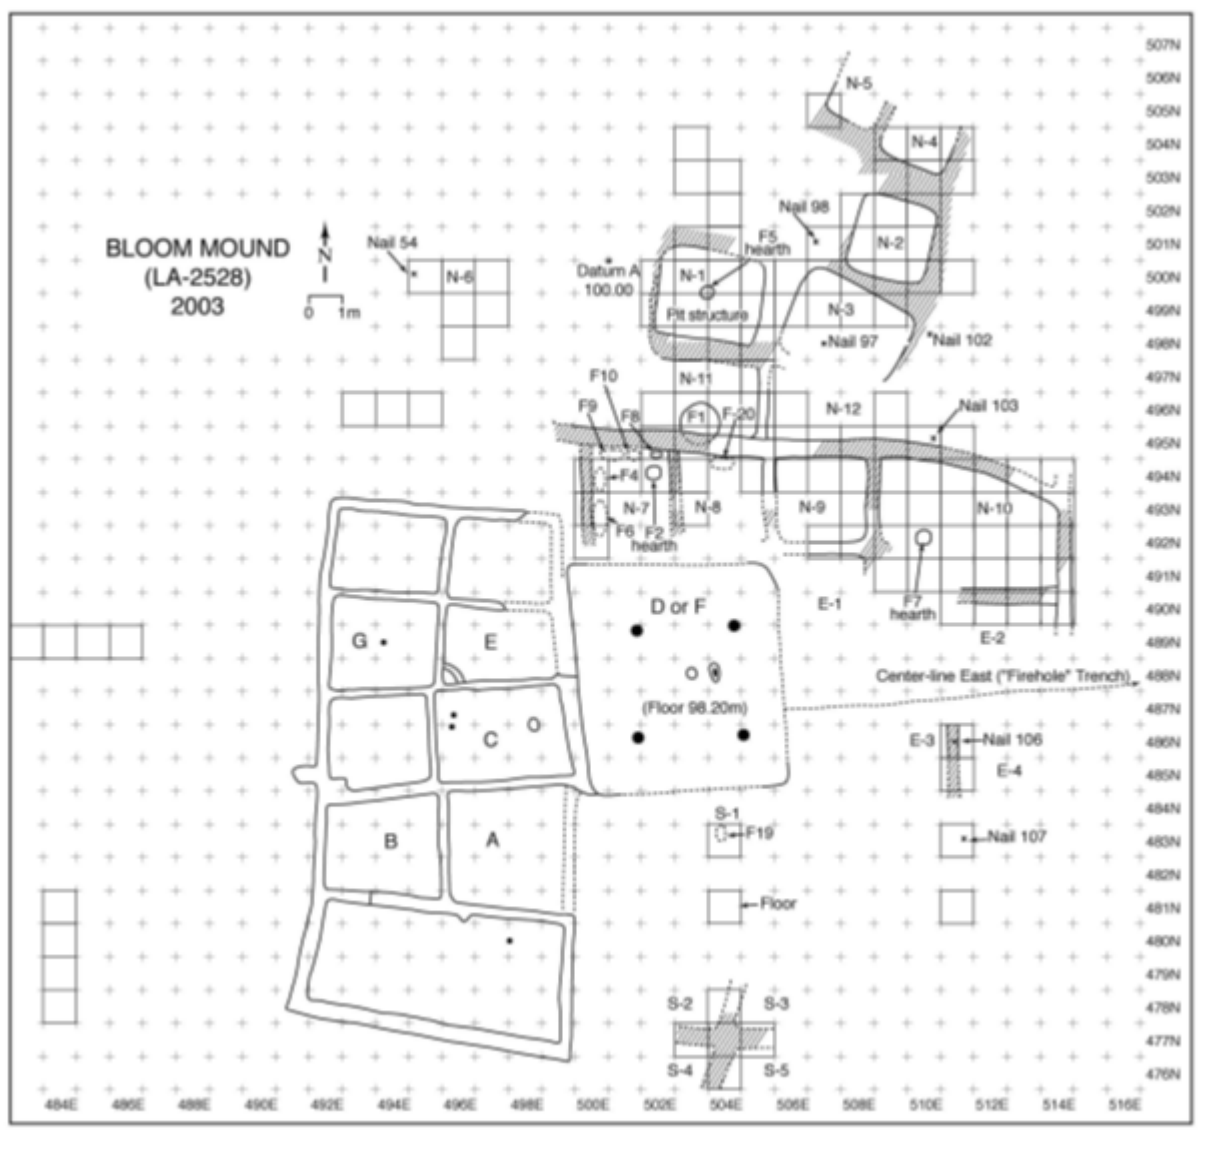 507N
506N
N-5
505N
N-4
504N
503N
Nail 98
502N
BLOOM MOUND
(LA-2528)
2003
N
0 1m
Nail 54
N-6
F5
hearth
N-2
501N
Datum A
100.00
N-1
500N
Pit structure
N-3
499N
Nail 97
Nail 102
498N
N-11
497N
F10
F9
F8
F1
F-20
N-12
Nail 103
496N
495N
F4
494N
N-7
N-8
N-9
N-10
493N
F6
F2
hearth
492N
491N
D or F
E-1
F7
hearth
490N
G
E
E-2
489N
Center-line East ("Firehole" Trench)
488N
(Floor 98.20m)
487N
C
E-3
Nail 106
486N
E-4
485N
S-1
484N
B
A
F19
Nail 107
483N
482N
Floor
481N
480N
479N
S-2
S-3
478N
477N
S-4
S-5
476N
484E 486E 488E 490E 492E 494E 496E 498E 500E 502E 504E 506E 508E 510E 512E 514E 516E